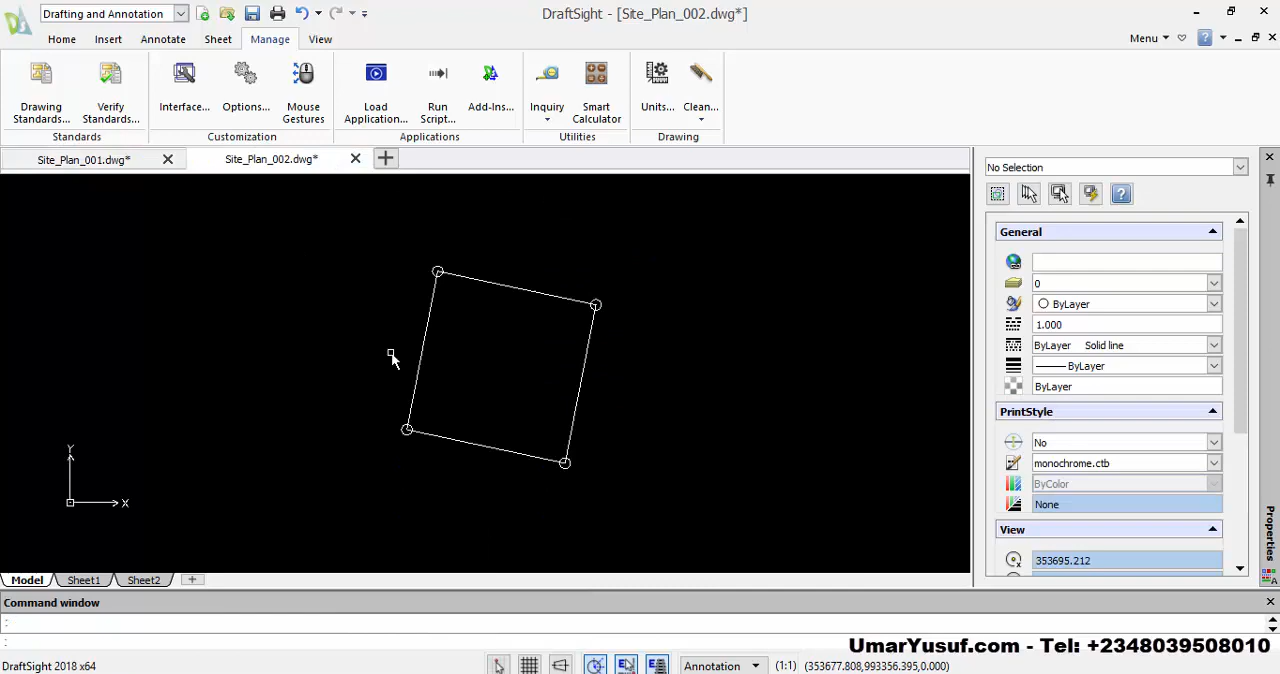 Drafting and Annotation
DraftSight - [Site_Plan_002.dwg*]
Home Insert Annotate Sheet Manage View
Menu
Drawing Standards...
Verify Standards...
Interface...
Options...
Mouse Gestures
Load Application...
Run Script...
Add-Ins...
Inquiry
Smart Calculator
Units...
Clean...
Standards Customization Applications Utilities Drawing
Site_Plan_001.dwg*
Site_Plan_002.dwg*
No Selection
General
0
ByLayer
1.000
ByLayer Solid line
ByLayer
ByLayer
PrintStyle
No
monochrome.ctb
ByColor
None
View
353695.212
Properties
Y
X
Model Sheet1 Sheet2
Command window
:
:
UmarYusuf.com - Tel: +2348039508010
DraftSight 2018 x64
Annotation
(1:1)
(353677.808,993356.395,0.000)